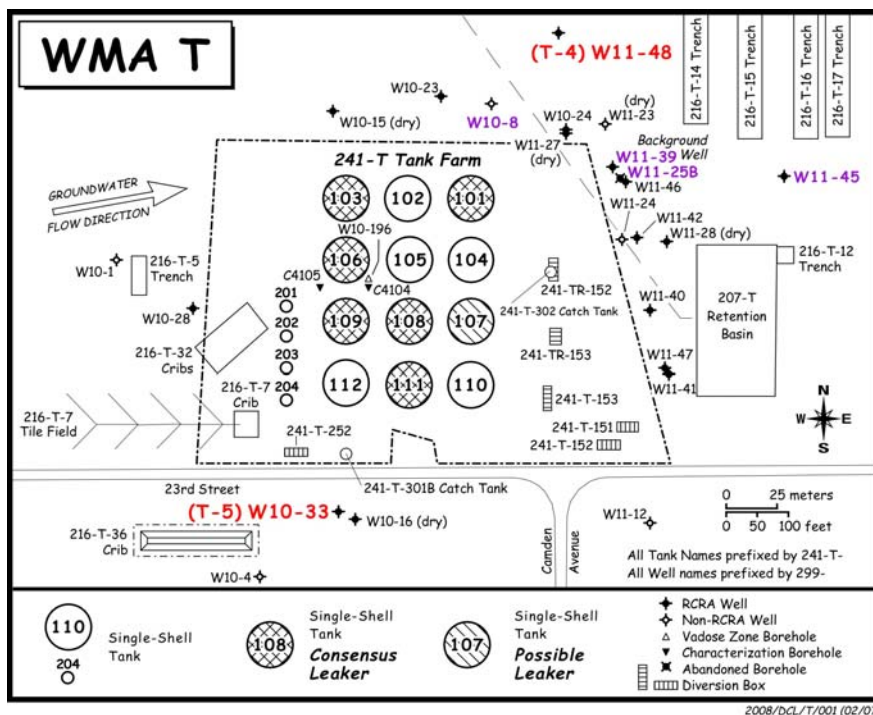 WMA T
(T-4) W11-48
216-T-14 Trench
216-T-15 Trench
216-T-16 Trench
216-T-17 Trench
W10-23
W10-15 (dry)
W10-8
W10-24
(dry)
W11-23
W11-27
(dry)
Background
Well
W11-39
W11-25B
W11-46
W11-45
241-T Tank Farm
GROUNDWATER
FLOW DIRECTION
103
102
101
W10-196
W11-24
W11-42
W11-28 (dry)
W10-1
216-T-5
Trench
C4105
106
105
104
C4104
241-TR-152
241-T-302 Catch Tank
216-T-12
Trench
207-T
Retention
Basin
W11-40
W10-28
201
202
203
204
109
108
107
241-TR-153
216-T-32
Cribs
W11-47
W11-41
112
111
110
216-T-7
Crib
216-T-7
Tile Field
241-T-153
241-T-151
241-T-152
241-T-252
N
W
E
S
23rd Street
241-T-301B Catch Tank
(T-5) W10-33
W10-16 (dry)
216-T-36
Crib
W10-4
Camden
Avenue
W11-12
0 25 meters
0 50 100 feet
All Tank Names prefixed by 241-T-
All Well names prefixed by 299-
110
204
Single-Shell
Tank
108
Single-Shell
Tank
Consensus
Leaker
107
Single-Shell
Tank
Possible
Leaker
RCRA Well
Non-RCRA Well
Vadose Zone Borehole
Characterization Borehole
Abandoned Borehole
Diversion Box